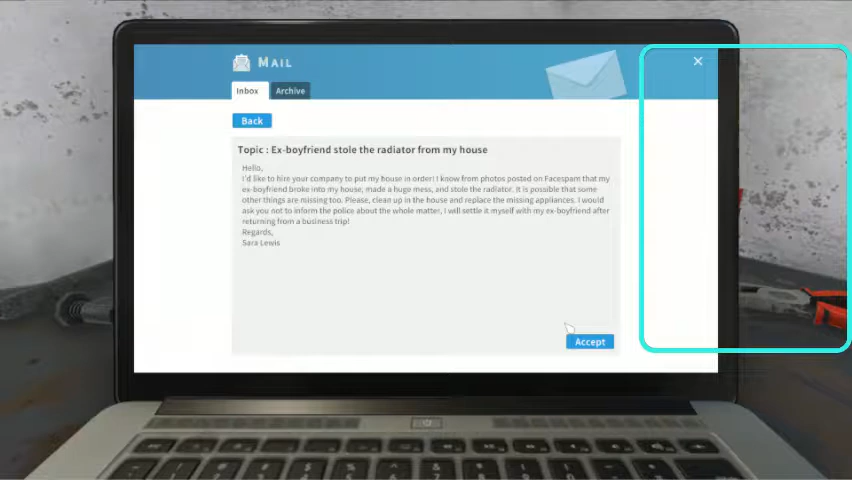 MAIL
Inbox Archive
Back
Topic : Ex-boyfriend stole the radiator from my house
Hello,
I'd like to hire your company to put my house in order! I know from photos posted on Facespant that my
ex-boyfriend broke into my house, made a huge mess, and stole the radiator. It is possible that some
other things are missing too. Please, clean up in the house and replace the missing appliances. I would
ask you not to inform the police about the whole matter, I will settle it myself with my ex-boyfriend after
returning from a business trip!
Regards,
Sara Lewis
Accept